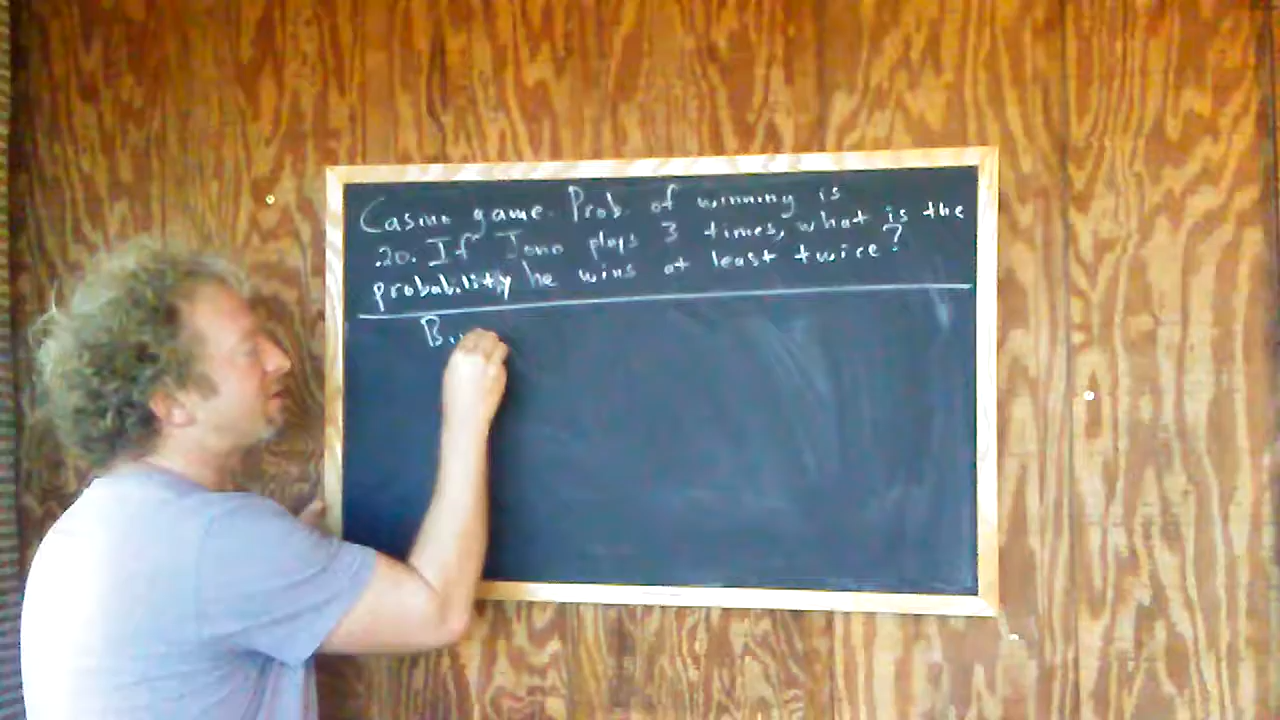 Casino game. Prob. of winning is
.20. If Jono plays 3 times, what is the
probability he wins at least twice?